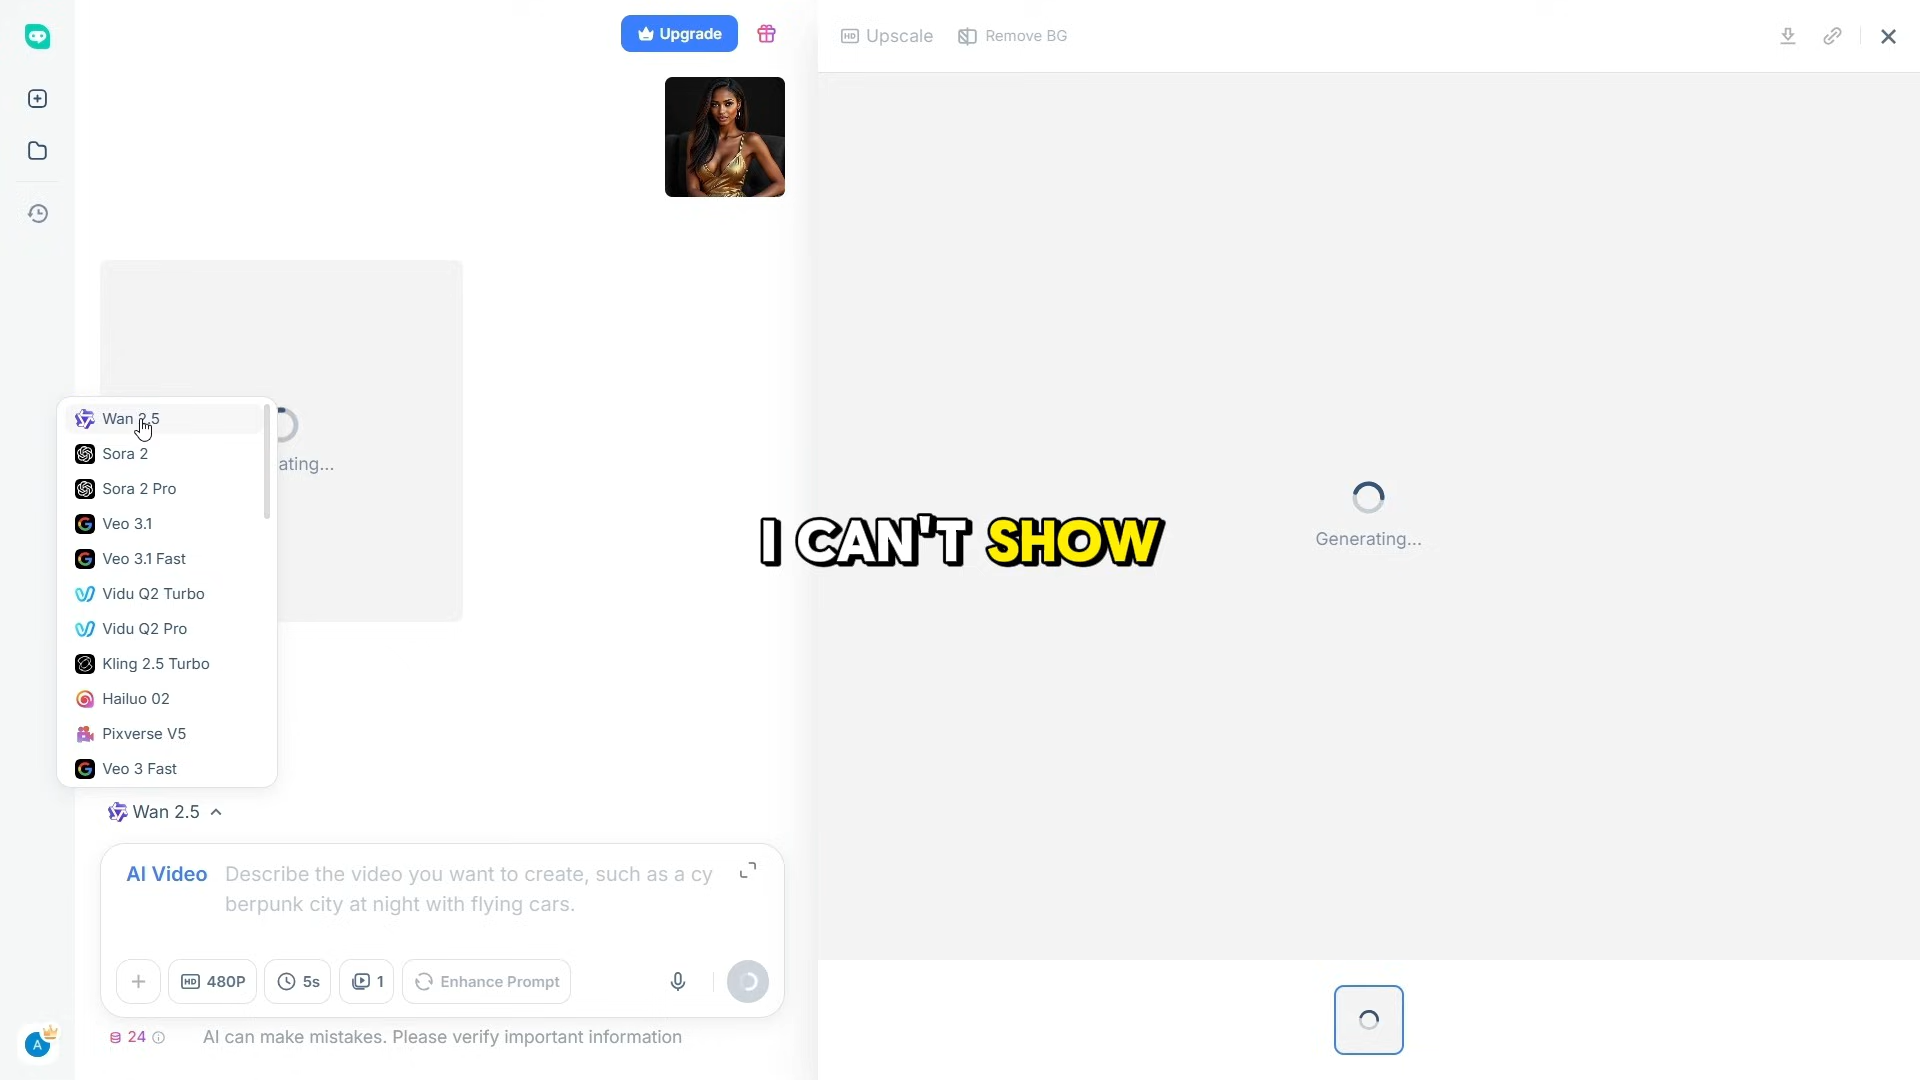 Upgrade
Upscale
Remove BG
Wan 2.5
Sora 2
Sora 2 Pro
Veo 3.1
Veo 3.1 Fast
Vidu Q2 Turbo
Vidu Q2 Pro
Kling 2.5 Turbo
Hailuo 02
Pixverse V5
Veo 3 Fast
ating...
I CAN'T SHOW
Generating...
Wan 2.5
AI Video
Describe the video you want to create, such as a cy
berpunk city at night with flying cars.
HD 480P
5s
1
Enhance Prompt
24
AI can make mistakes. Please verify important information
A